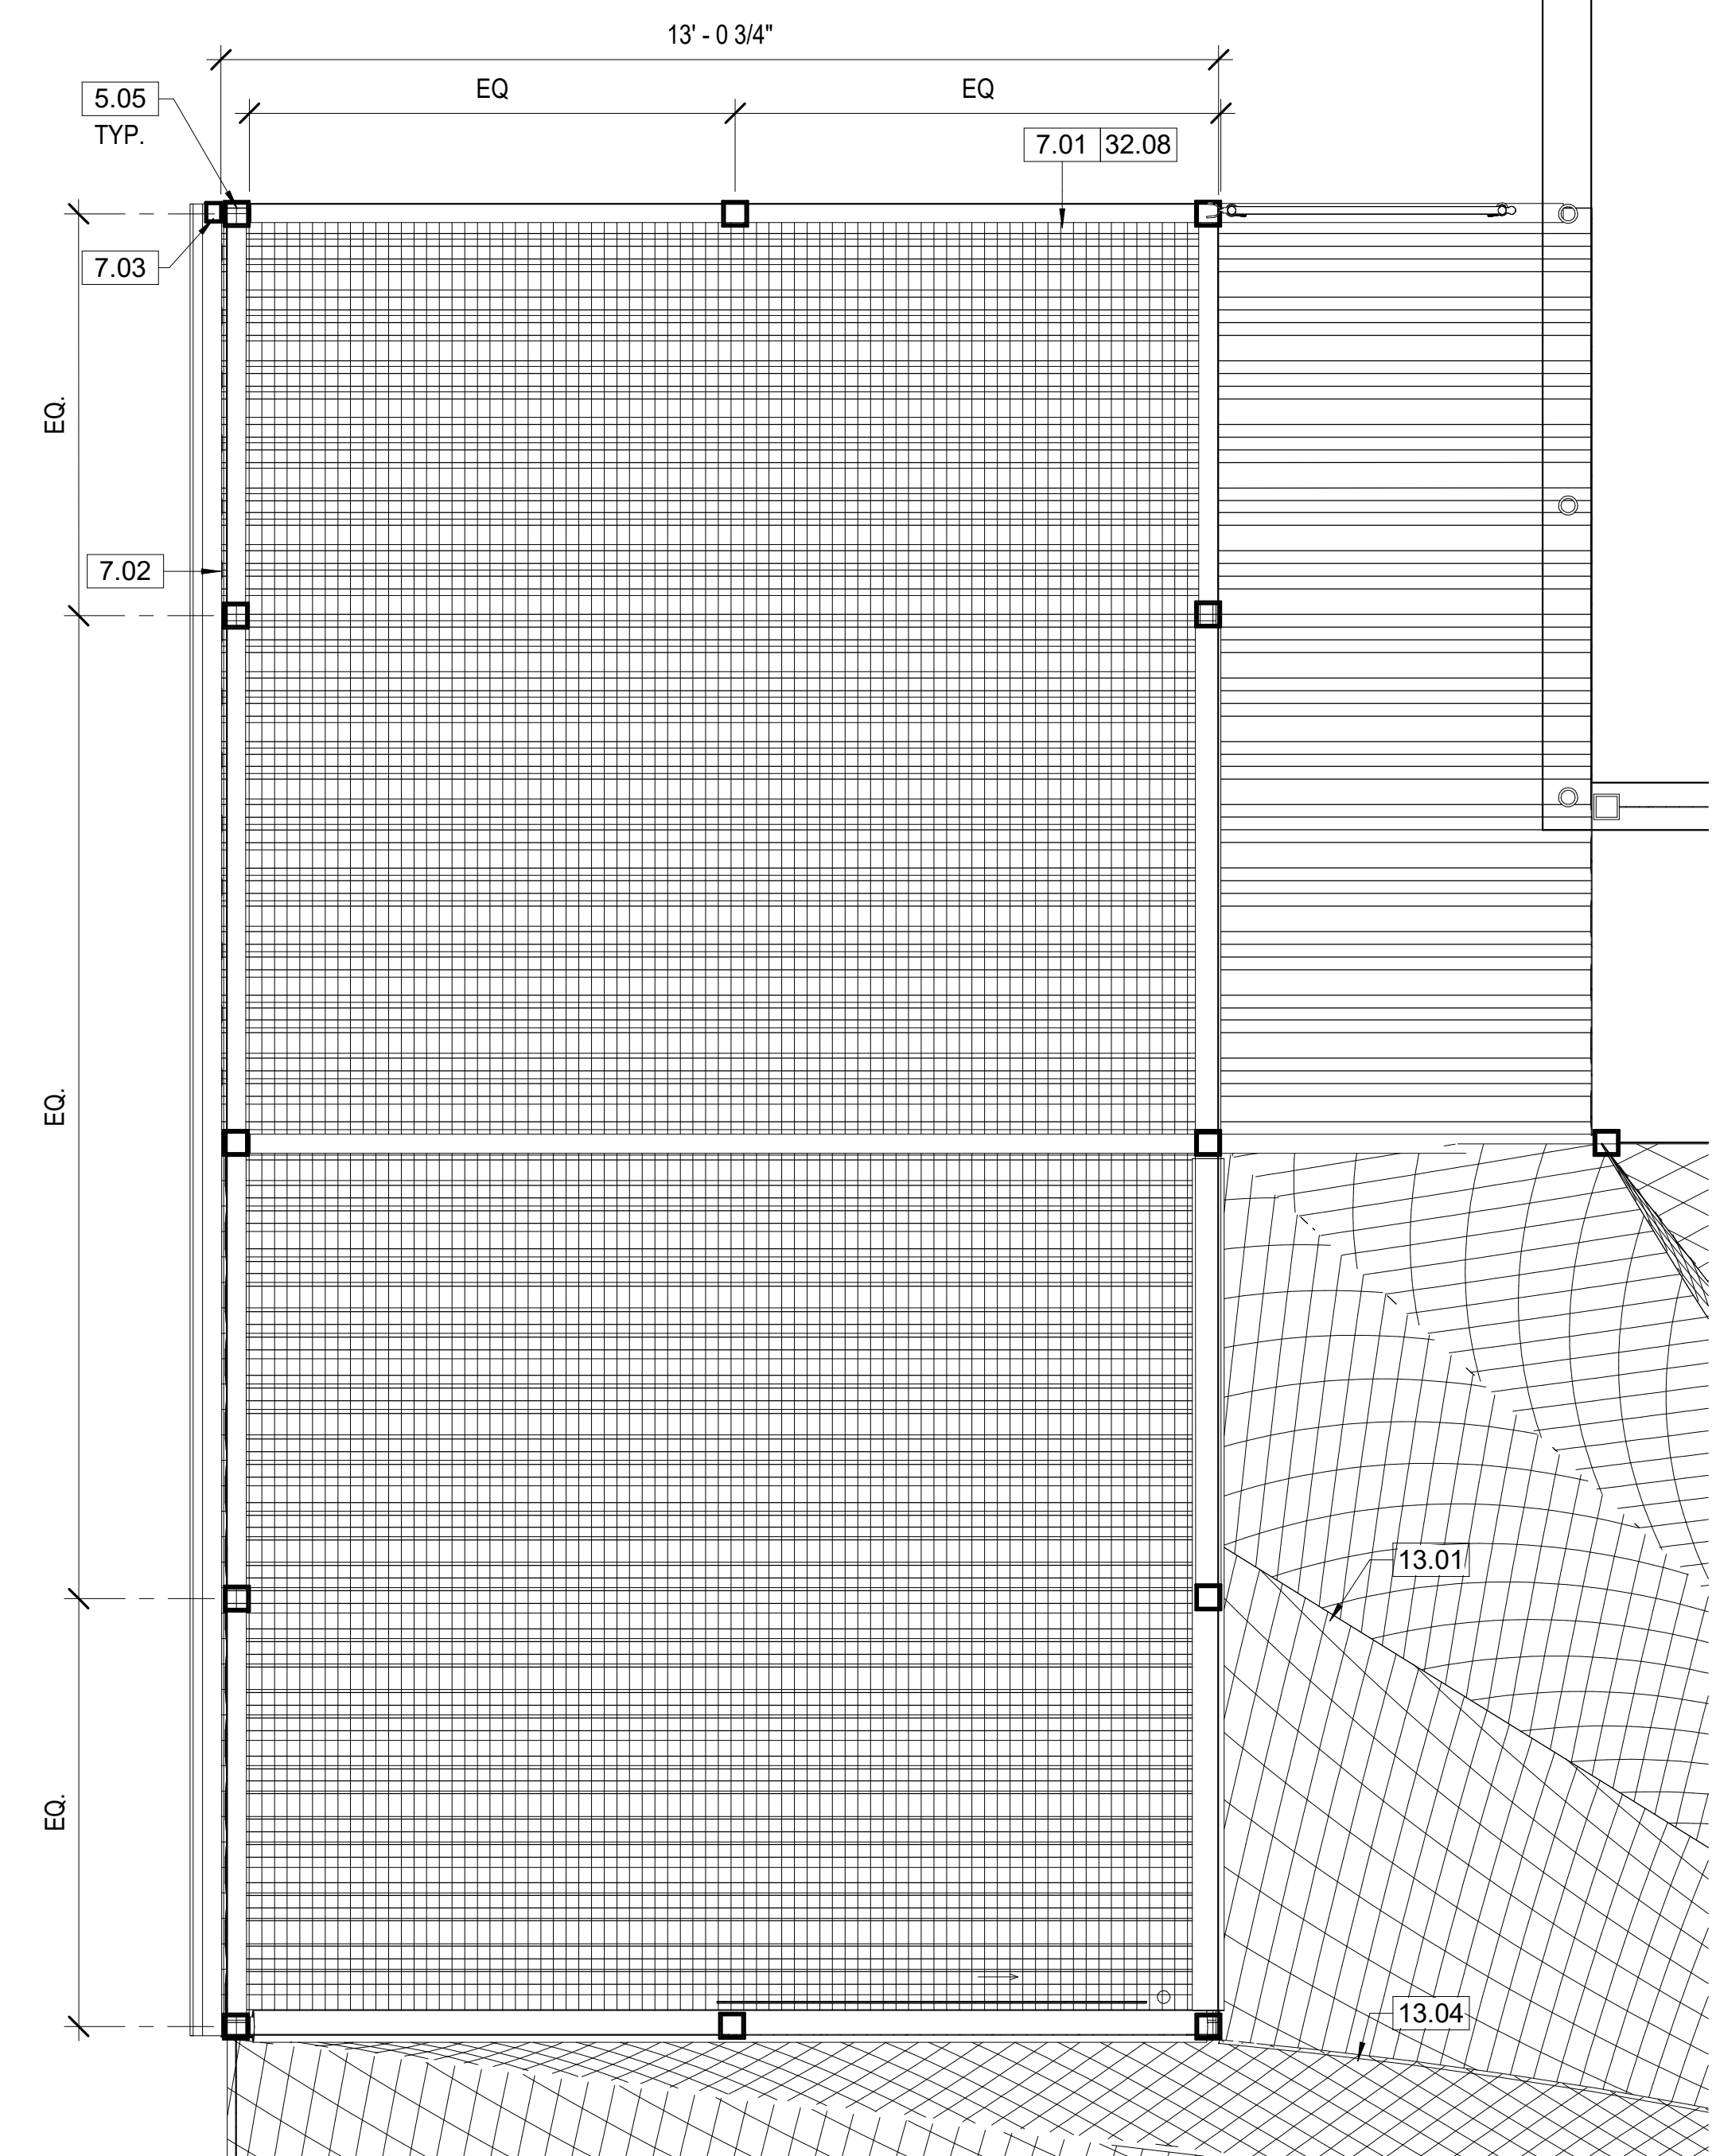 13' - 0 3/4"
EQ
EQ
5.05
TYP.
7.01
32.08
7.03
EQ.
7.02
EQ.
13.01
EQ.
13.04